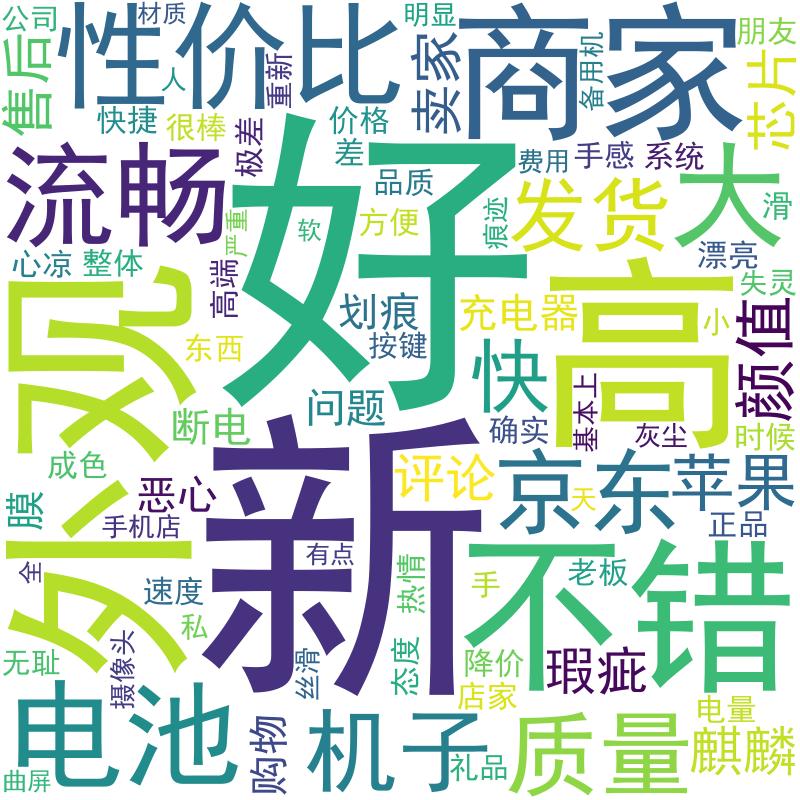 公司
材质
明显
朋友
性价比
商家
售后
人
重新
卖家
备用机
芯片
快捷
很棒
价格
极差
差
费用
手感
系统
流畅
好
品质
发货
大
滑
严重
软
方便
痕迹
漂亮
心凉
整体
高端
失灵
外观
划痕
充电器
高
小
颜值
东西
按键
快
断电
问题
确实
基本上
灰尘
时候
成色
恶心
新
评论
京东
苹果
膜
手机店
有点
天
正品
全
速度
热情
手
不错
老板
私
无耻
摄像头
丝滑
态度
降价
瑕疵
店家
电池
购物
机子
质量
电量
麒麟
礼品
曲屏